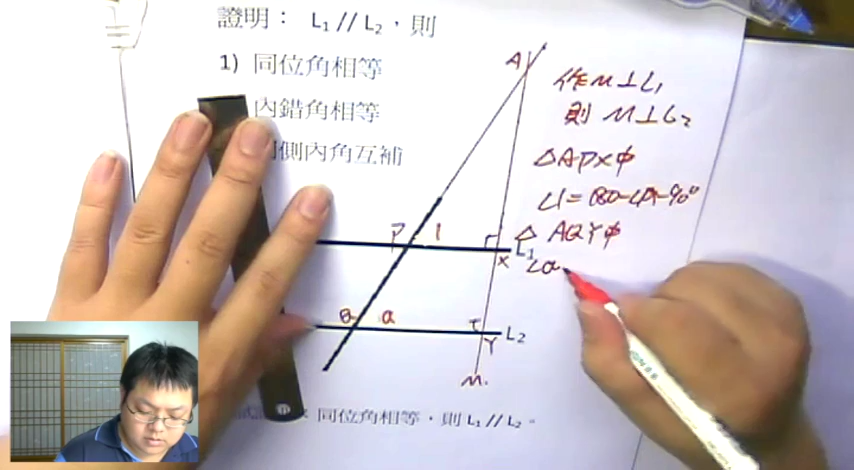 證明： L₁ // L₂，則
1) 同位角相等
內錯角相等
同側內角互補
A
作M⊥L₁
則 M⊥L₂
△APX中
∠1=180-∠A-90°
△AQY中
∠a
P 1
X L₁
Q a
Y L₂
M
同位角相等，則 L₁ // L₂。